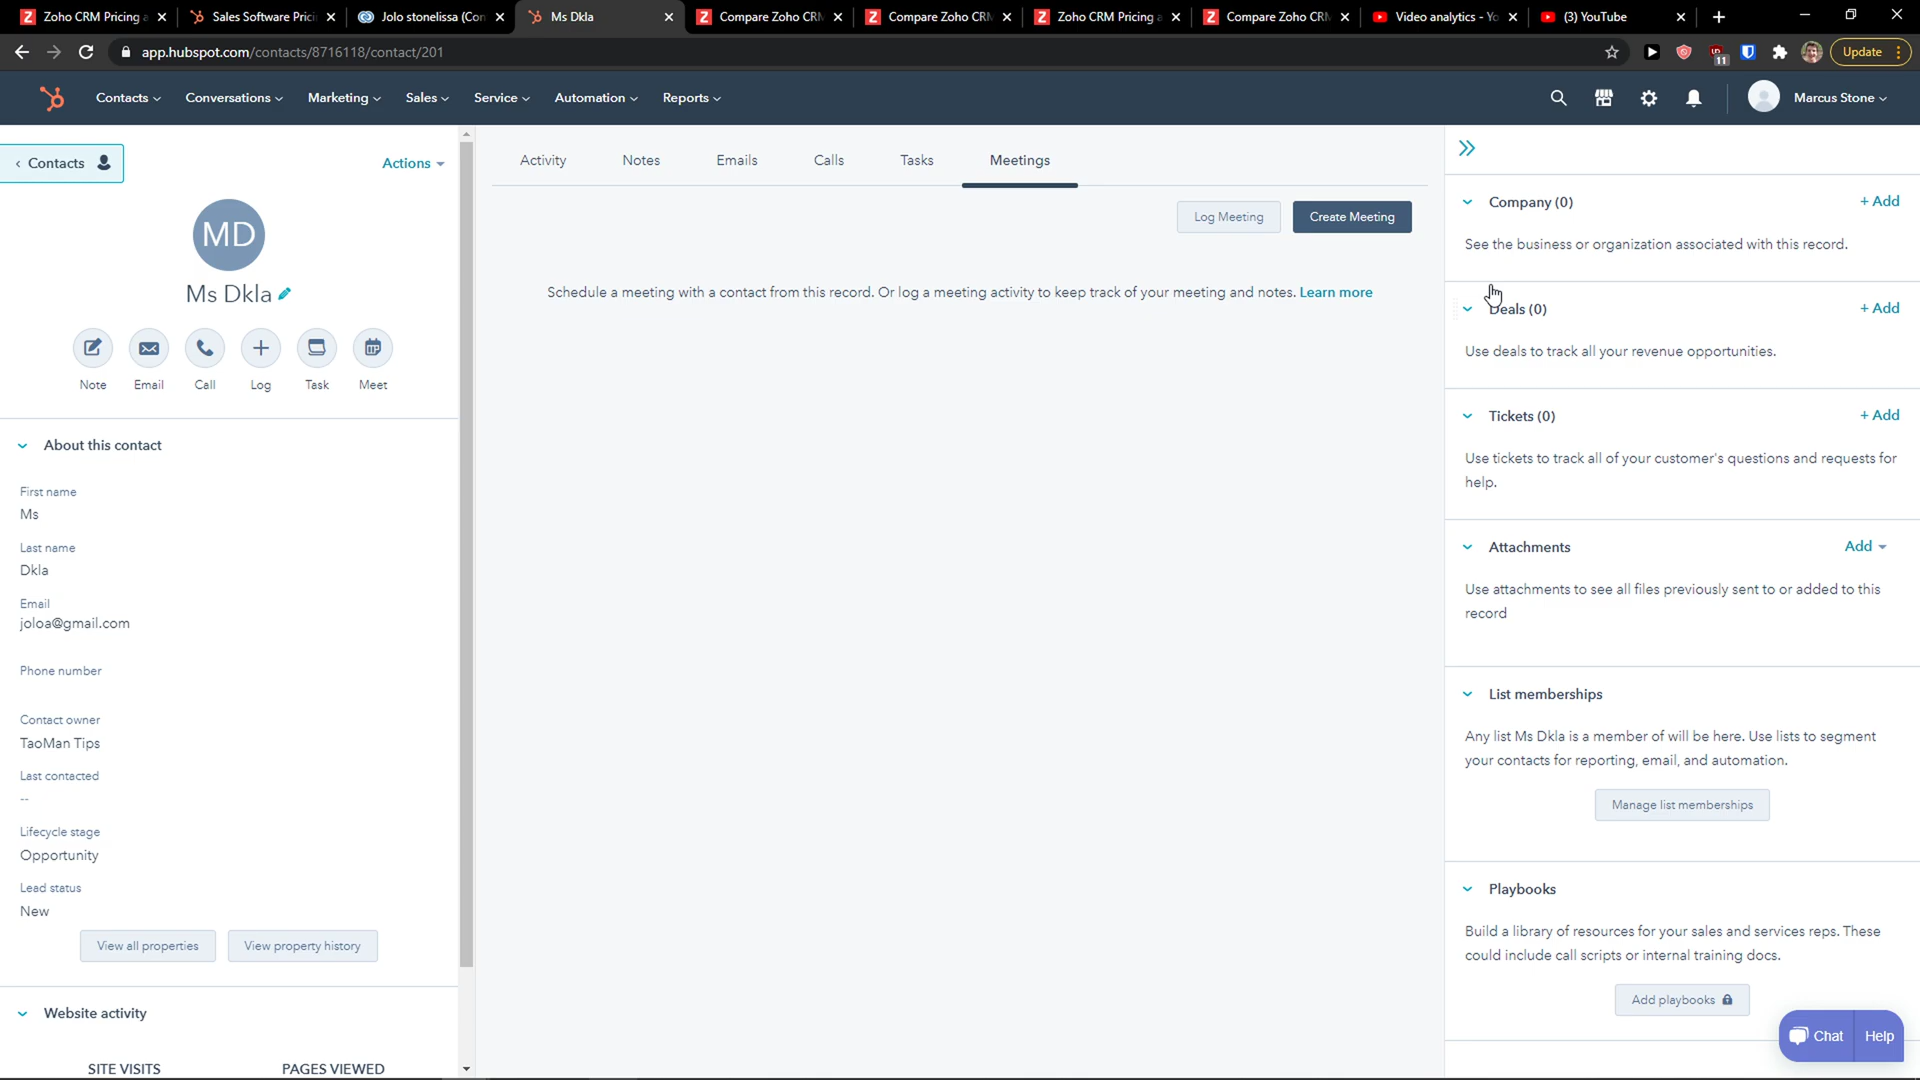 Zoho CRM Pricing a
Sales Software Prici
Jolo stonelissa (Con
Ms Dkla
Compare Zoho CRM
Compare Zoho CRM
Zoho CRM Pricing a
Compare Zoho CRM
Video analytics - Yo
(3) YouTube
app.hubspot.com/contacts/8716118/contact/201
11
Update
Contacts
Conversations
Marketing
Sales
Service
Automation
Reports
Marcus Stone
Contacts
Actions
MD
Ms Dkla
Note
Email
Call
Log
Task
Meet
About this contact
First name
Ms
Last name
Dkla
Email
joloa@gmail.com
Phone number
Contact owner
TaoMan Tips
Last contacted
--
Lifecycle stage
Opportunity
Lead status
New
View all properties
View property history
Website activity
SITE VISITS
PAGES VIEWED
Activity
Notes
Emails
Calls
Tasks
Meetings
Log Meeting
Create Meeting
Schedule a meeting with a contact from this record. Or log a meeting activity to keep track of your meeting and notes. Learn more
Company (0)
+ Add
See the business or organization associated with this record.
Deals (0)
+ Add
Use deals to track all your revenue opportunities.
Tickets (0)
+ Add
Use tickets to track all of your customer's questions and requests for
help.
Attachments
Add
Use attachments to see all files previously sent to or added to this
record
List memberships
Any list Ms Dkla is a member of will be here. Use lists to segment
your contacts for reporting, email, and automation.
Manage list memberships
Playbooks
Build a library of resources for your sales and services reps. These
could include call scripts or internal training docs.
Add playbooks
Chat
Help